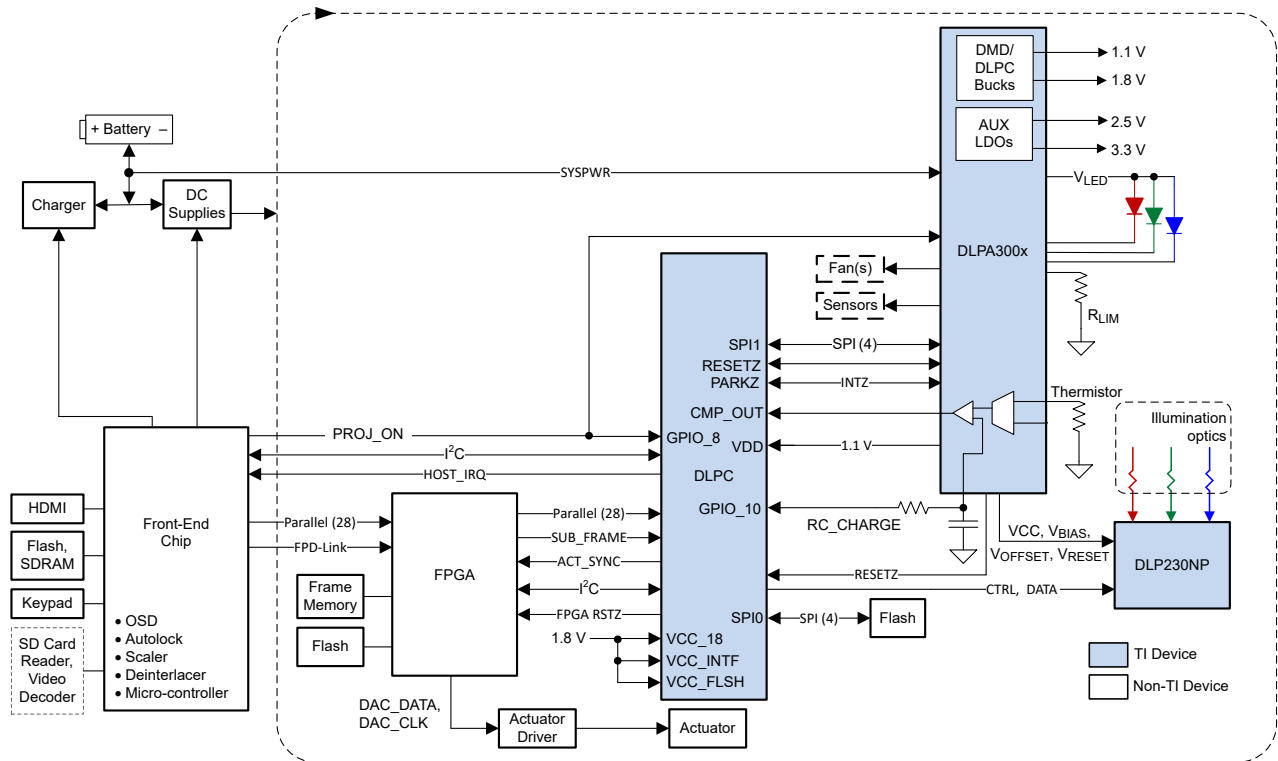 DMD/
DLPC
Bucks
1.1 V
1.8 V
AUX
LDOs
2.5 V
3.3 V
+ Battery –
SYSPWR
VLED
Charger
DC
Supplies
DLPA300x
Fan(s)
Sensors
RLIM
SPI1
SPI (4)
RESETZ
PARKZ
INTZ
CMP_OUT
Thermistor
Illumination
optics
PROJ_ON
GPIO_8
I²C
VDD
1.1 V
HOST_IRQ
DLPC
HDMI
Front-End
Chip
Parallel (28)
Parallel (28)
GPIO_10
RC_CHARGE
VCC, VBIAS,
VOFFSET, VRESET
Flash,
SDRAM
FPD-Link
FPGA
SUB_FRAME
ACT_SYNC
RESETZ
DLP230NP
Keypad
Frame
Memory
I²C
CTRL, DATA
FPGA RSTZ
SPI0
SPI (4)
Flash
SD Card
Reader,
Video
Decoder
• OSD
• Autolock
• Scaler
• Deinterlacer
• Micro-controller
Flash
1.8 V
VCC_18
VCC_INTF
VCC_FLSH
TI Device
Non-TI Device
DAC_DATA,
DAC_CLK
Actuator
Driver
Actuator